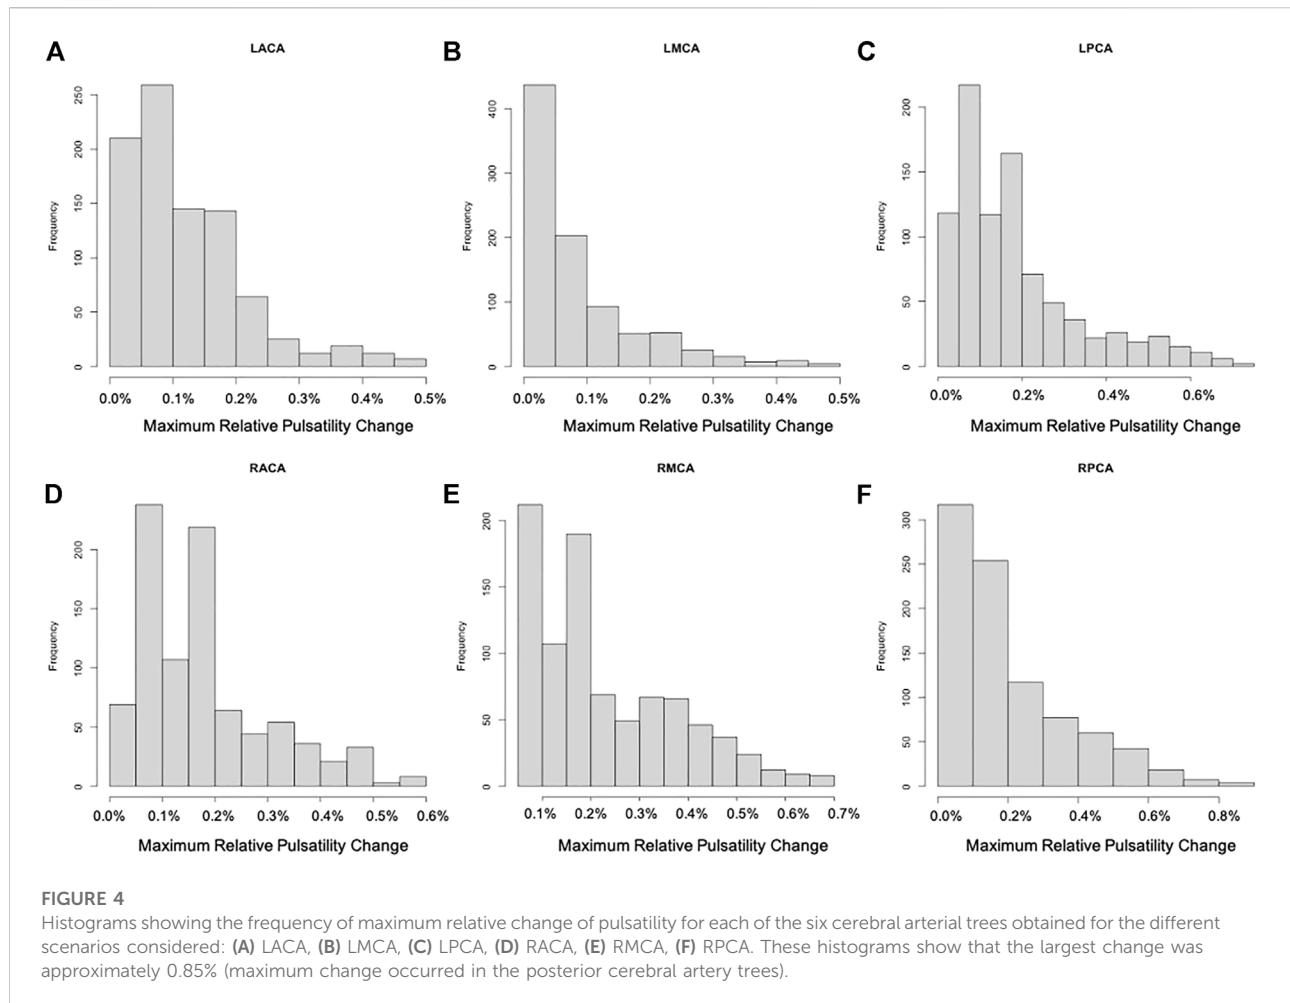 A
LACA
Frequency
250
200
150
100
50
0
0.0% 0.1% 0.2% 0.3% 0.4% 0.5%
Maximum Relative Pulsatility Change
B
LMCA
Frequency
400
300
200
100
0
0.0% 0.1% 0.2% 0.3% 0.4% 0.5%
Maximum Relative Pulsatility Change
C
LPCA
Frequency
200
150
100
50
0
0.0% 0.2% 0.4% 0.6%
Maximum Relative Pulsatility Change
D
RACA
Frequency
200
150
100
50
0
0.0% 0.1% 0.2% 0.3% 0.4% 0.5% 0.6%
Maximum Relative Pulsatility Change
E
RMCA
Frequency
200
150
100
50
0
0.1% 0.2% 0.3% 0.4% 0.5% 0.6% 0.7%
Maximum Relative Pulsatility Change
F
RPCA
Frequency
300
250
200
150
100
50
0
0.0% 0.2% 0.4% 0.6% 0.8%
Maximum Relative Pulsatility Change
FIGURE 4
Histograms showing the frequency of maximum relative change of pulsatility for each of the six cerebral arterial trees obtained for the different
scenarios considered: (A) LACA, (B) LMCA, (C) LPCA, (D) RACA, (E) RMCA, (F) RPCA. These histograms show that the largest change was
approximately 0.85% (maximum change occurred in the posterior cerebral artery trees).